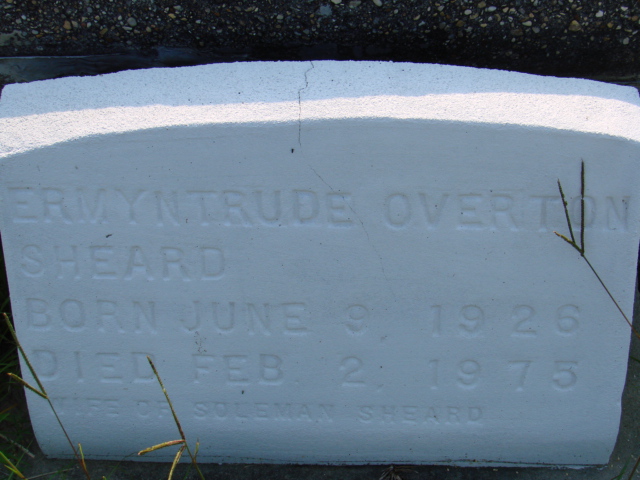 ERMYNTRUDE OVERTON
SHEARD
BORN JUNE 9 1926
DIED FEB. 2, 1975
WIFE OF SOLEMAN SHEARD